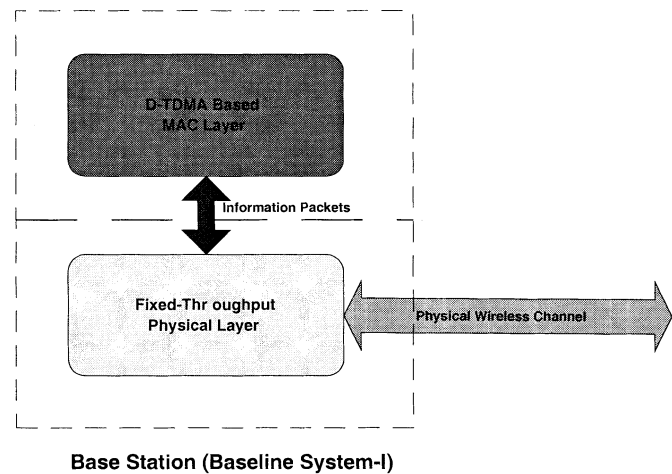 D-TDMA Based
MAC Layer
Information Packets
Fixed-Thr oughput
Physical Layer
Physical Wireless Channel
Base Station (Baseline System-I)